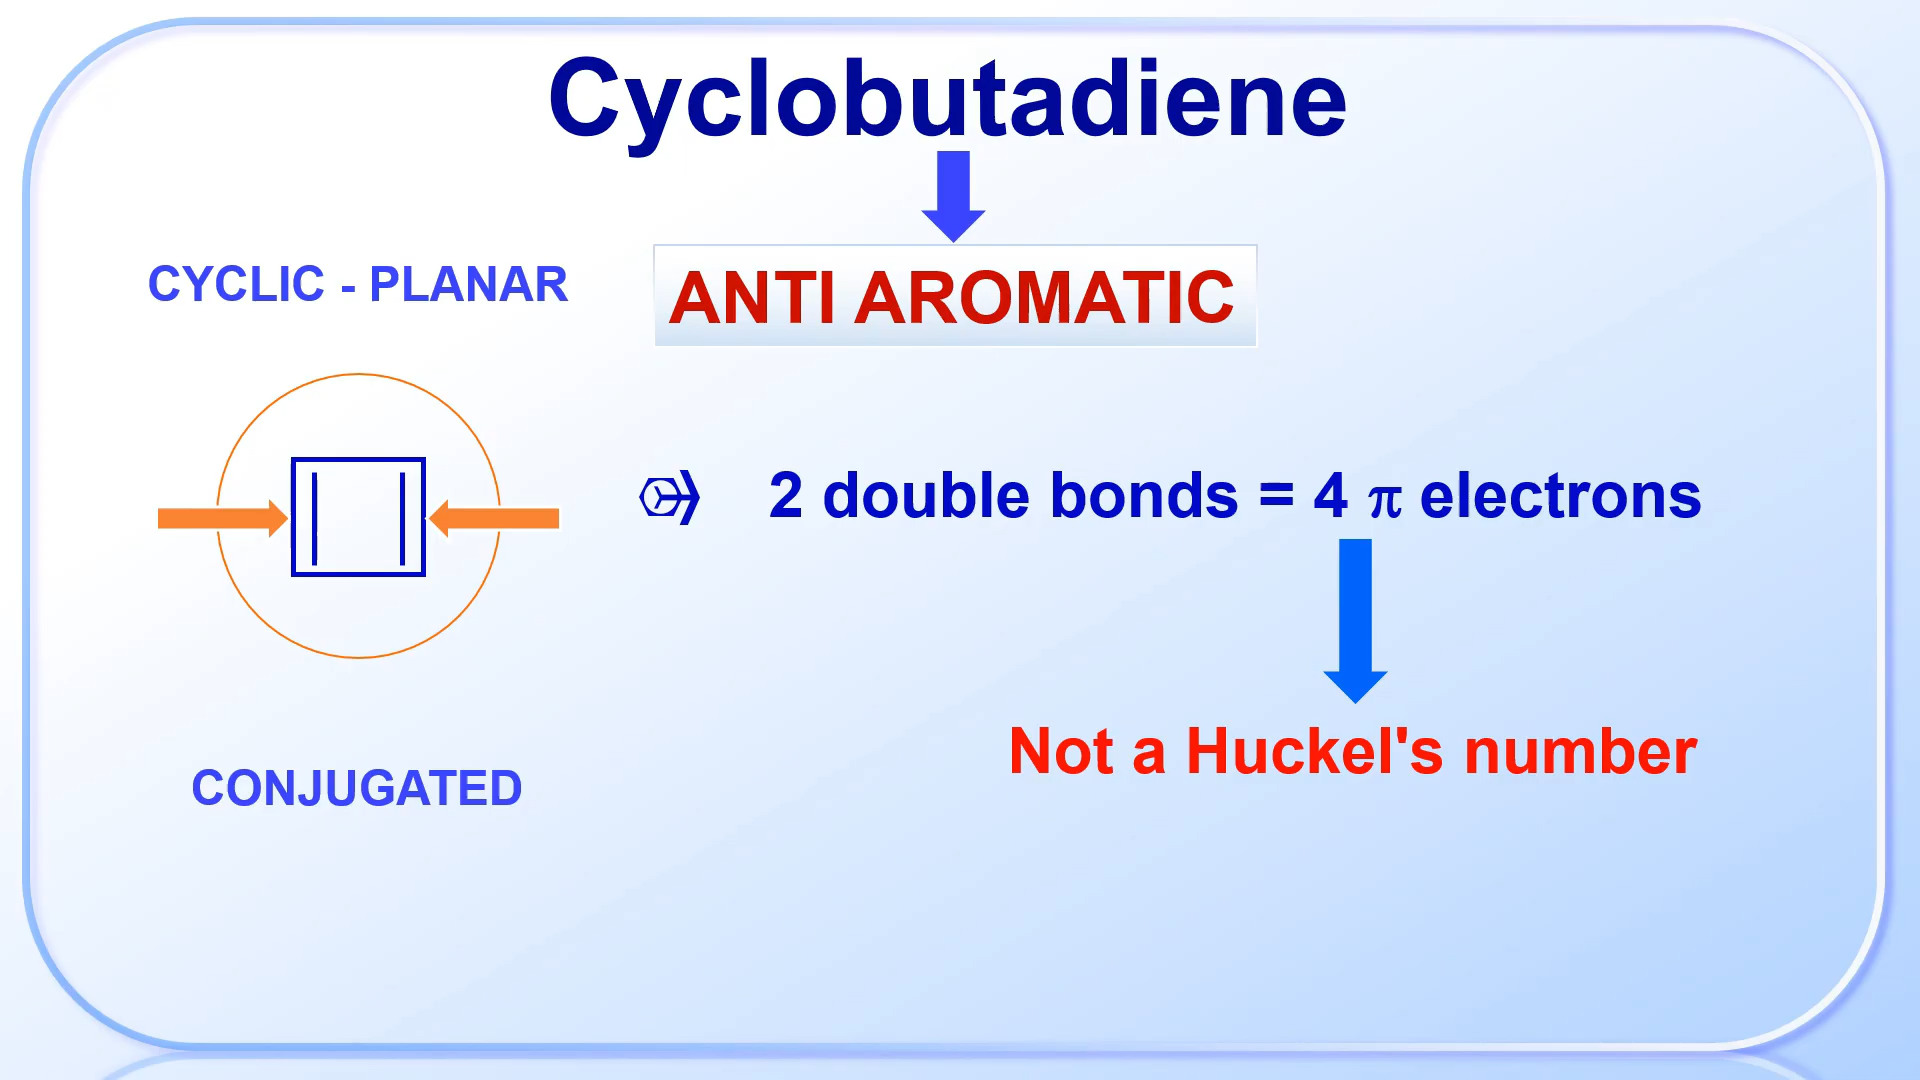 Cyclobutadiene
CYCLIC - PLANAR
ANTI AROMATIC
2 double bonds = 4 π electrons
Not a Huckel's number
CONJUGATED